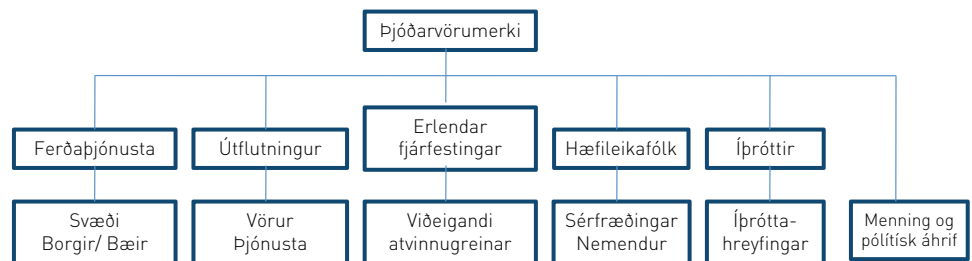 Þjóðarvörumerki
Ferðaþjónusta
Útflutningur
Erlendar
fjárfestingar
Hæfileikafólk
Íþróttir
Svæði
Borgir/ Bæir
Vörur
Þjónusta
Viðeigandi
atvinnugreinar
Sérfræðingar
Nemendur
Íþrótta-
hreyfingar
Menning og
pólítísk áhrif